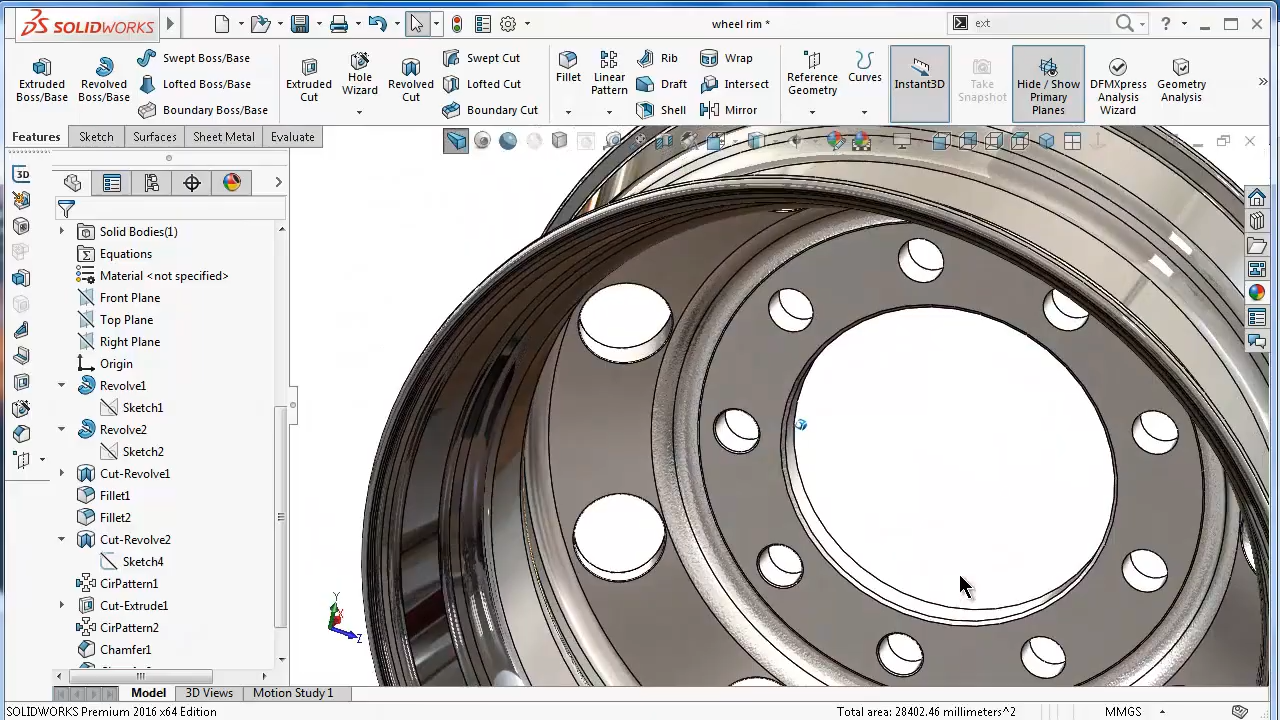 SOLIDWORKS
wheel rim *
ext
?
Extruded Boss/Base
Revolved Boss/Base
Swept Boss/Base
Lofted Boss/Base
Boundary Boss/Base
Extruded Cut
Hole Wizard
Revolved Cut
Swept Cut
Lofted Cut
Boundary Cut
Fillet
Linear Pattern
Rib
Draft
Shell
Wrap
Intersect
Mirror
Reference Geometry
Curves
Instant3D
Take Snapshot
Hide / Show Primary Planes
DFMXpress Analysis Wizard
Geometry Analysis
Features Sketch Surfaces Sheet Metal Evaluate
3D
Solid Bodies(1)
Equations
Material <not specified>
Front Plane
Top Plane
Right Plane
Origin
Revolve1
Sketch1
Revolve2
Sketch2
Cut-Revolve1
Fillet1
Fillet2
Cut-Revolve2
Sketch4
CirPattern1
Cut-Extrude1
CirPattern2
Chamfer1
Y
X
Z
Model 3D Views Motion Study 1
SOLIDWORKS Premium 2016 x64 Edition
Total area: 28402.46 millimeters^2
MMGS